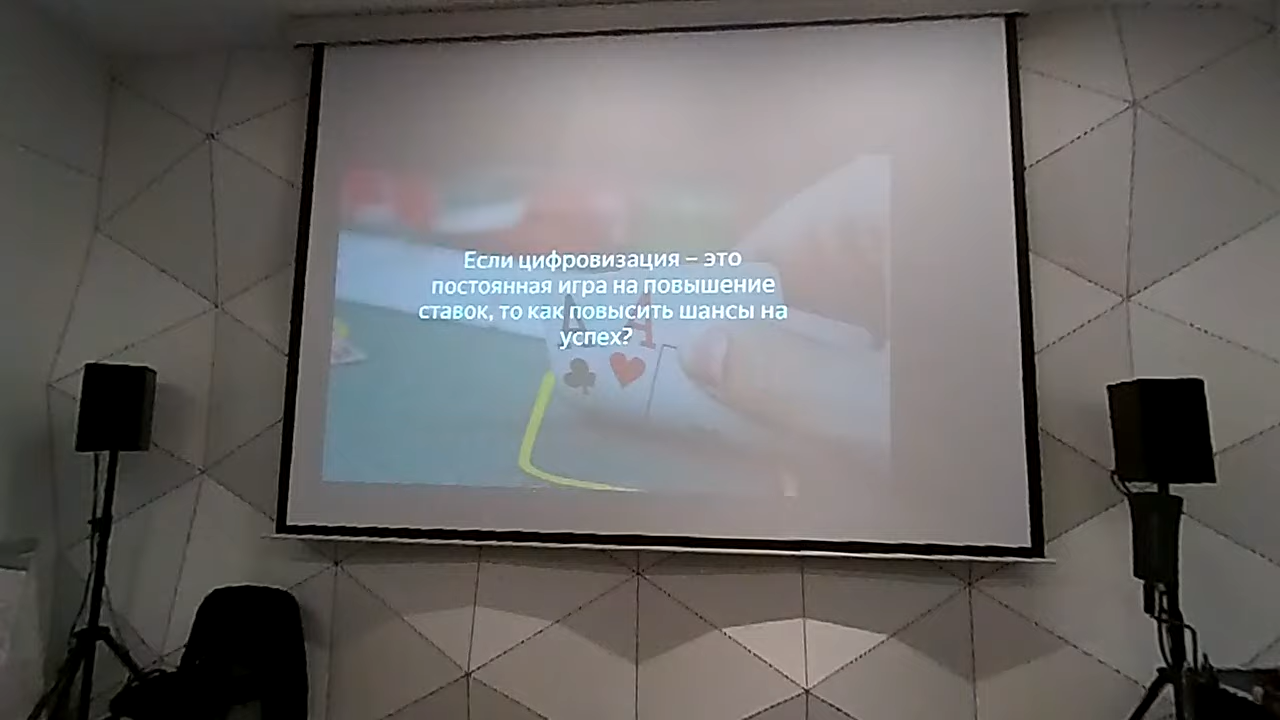 Если цифровизация – это
постоянная игра на повышение
ставок, то как повысить шансы на
успех?
A A